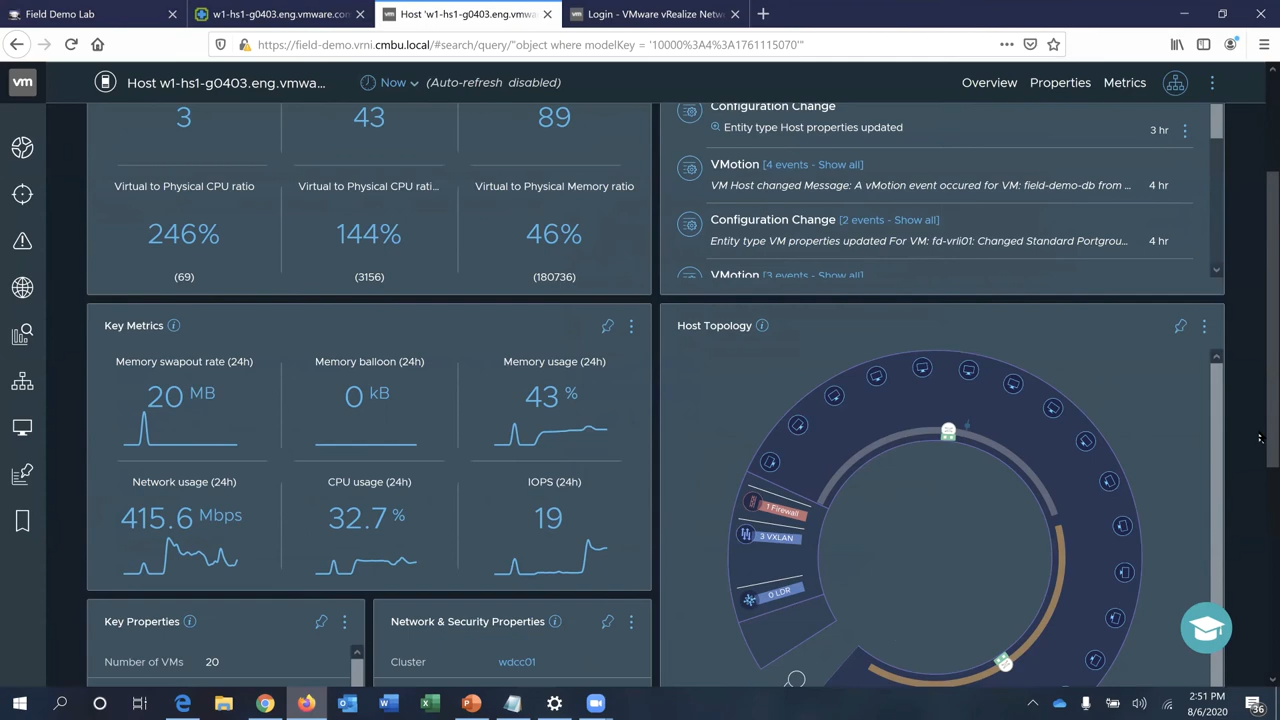 Field Demo Lab
w1-hs1-g0403.eng.vmware.con
Host 'w1-hs1-g0403.eng.vmwa
Login - VMware vRealize Netw
https://field-demo.vrni.cmbu.local/#search/query/"object where modelKey = '10000%3A4%3A1761115070'"
vm
Host w1-hs1-g0403.eng.vmwa...
Now
(Auto-refresh disabled)
Overview
Properties
Metrics
3
43
89
Virtual to Physical CPU ratio
Virtual to Physical CPU rati...
Virtual to Physical Memory ratio
246%
144%
46%
(69)
(3156)
(180736)
Configuration Change
Entity type Host properties updated
3 hr
VMotion [4 events - Show all]
VM Host changed Message: A vMotion event occured for VM: field-demo-db from ...
4 hr
Configuration Change [2 events - Show all]
Entity type VM properties updated For VM: fd-vrli01: Changed Standard Portgrou...
4 hr
VMotion [3 events - Show all]
Key Metrics
Memory swapout rate (24h)
Memory balloon (24h)
Memory usage (24h)
20 MB
0 kB
43 %
Network usage (24h)
CPU usage (24h)
IOPS (24h)
415.6 Mbps
32.7 %
19
Host Topology
1 Firewall
3 VXLAN
0 LDR
Key Properties
Number of VMs
20
Network & Security Properties
Cluster
wdcc01
2:51 PM
8/6/2020
36